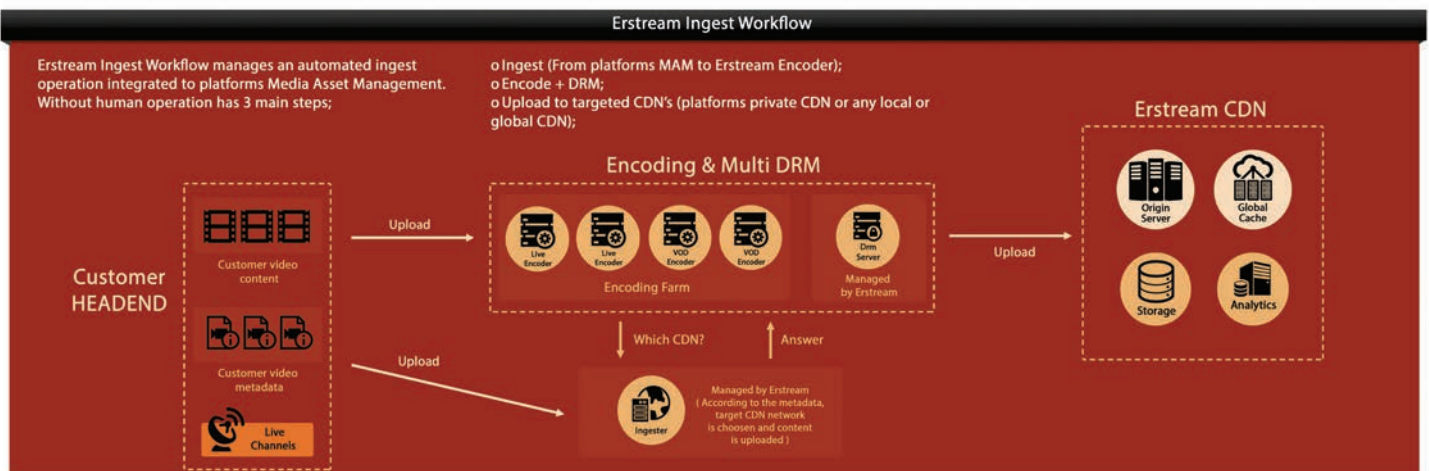 Erstream Ingest Workflow
Erstream Ingest Workflow manages an automated ingest
operation integrated to platforms Media Asset Management.
Without human operation has 3 main steps;
o Ingest (From platforms MAM to Erstream Encoder);
o Encode + DRM;
o Upload to targeted CDN's (platforms private CDN or any local or
global CDN);
Customer
HEADEND
Customer video
content
Customer video
metadata
Live
Channels
Upload
Upload
Encoding & Multi DRM
Live
Encoder
Live
Encoder
VOD
Encoder
VOD
Encoder
Encoding Farm
Drm
Server
Managed
by Erstream
Which CDN?
Answer
Ingester
Managed by Erstream
( According to the metadata,
target CDN network
is choosen and content
is uploaded )
Upload
Erstream CDN
Origin
Server
Global
Cache
Storage
Analytics